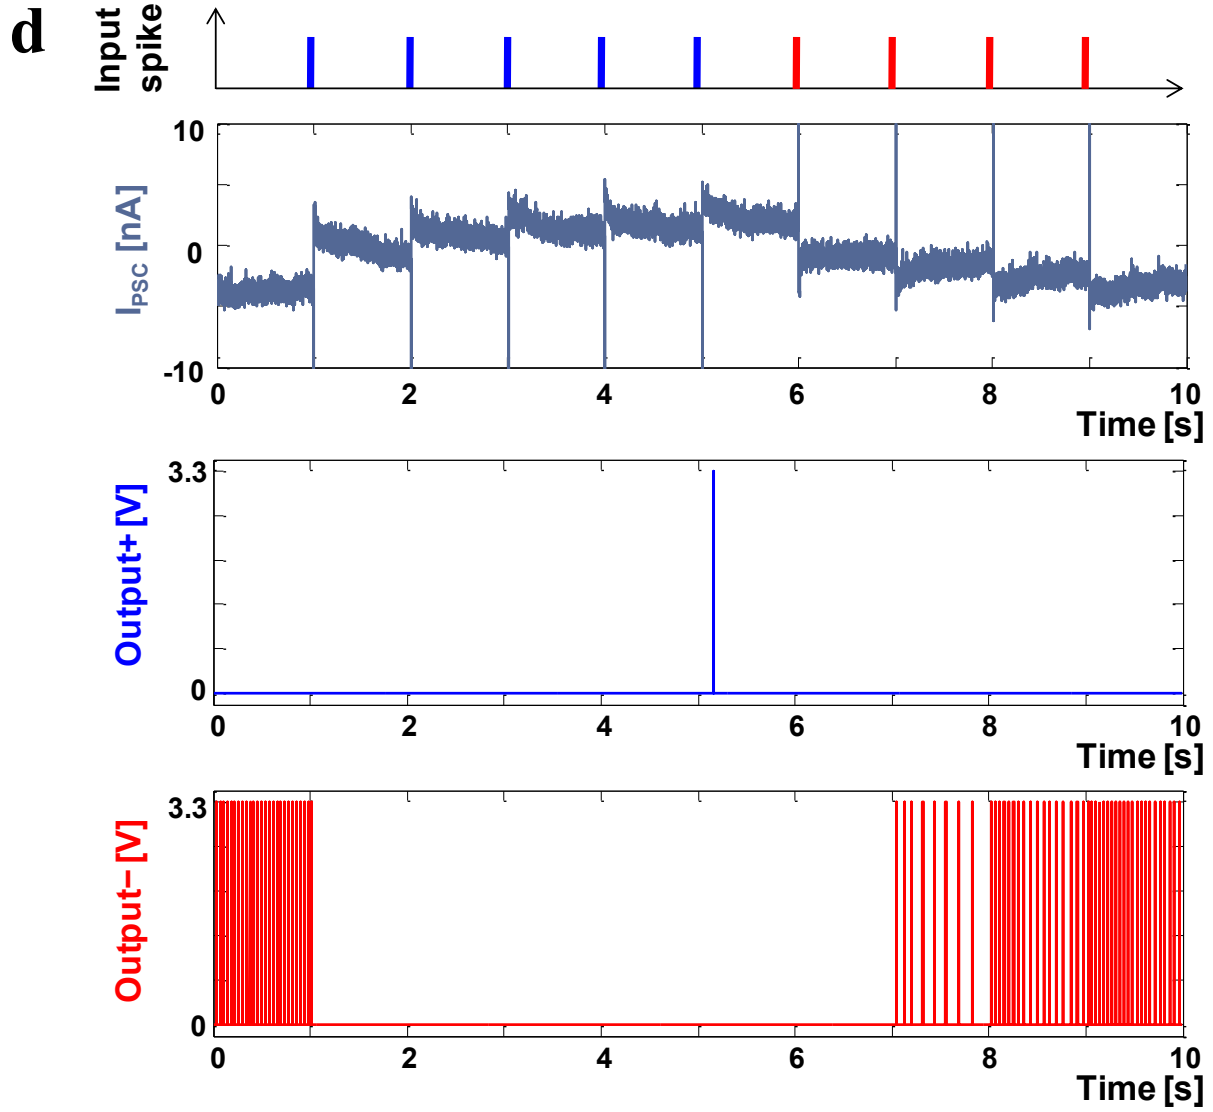 d
Input
spike
10
0
-10
I_PSC [nA]
0 2 4 6 8 10
Time [s]
3.3
0
Output+ [V]
0 2 4 6 8 10
Time [s]
3.3
0
Output− [V]
0 2 4 6 8 10
Time [s]